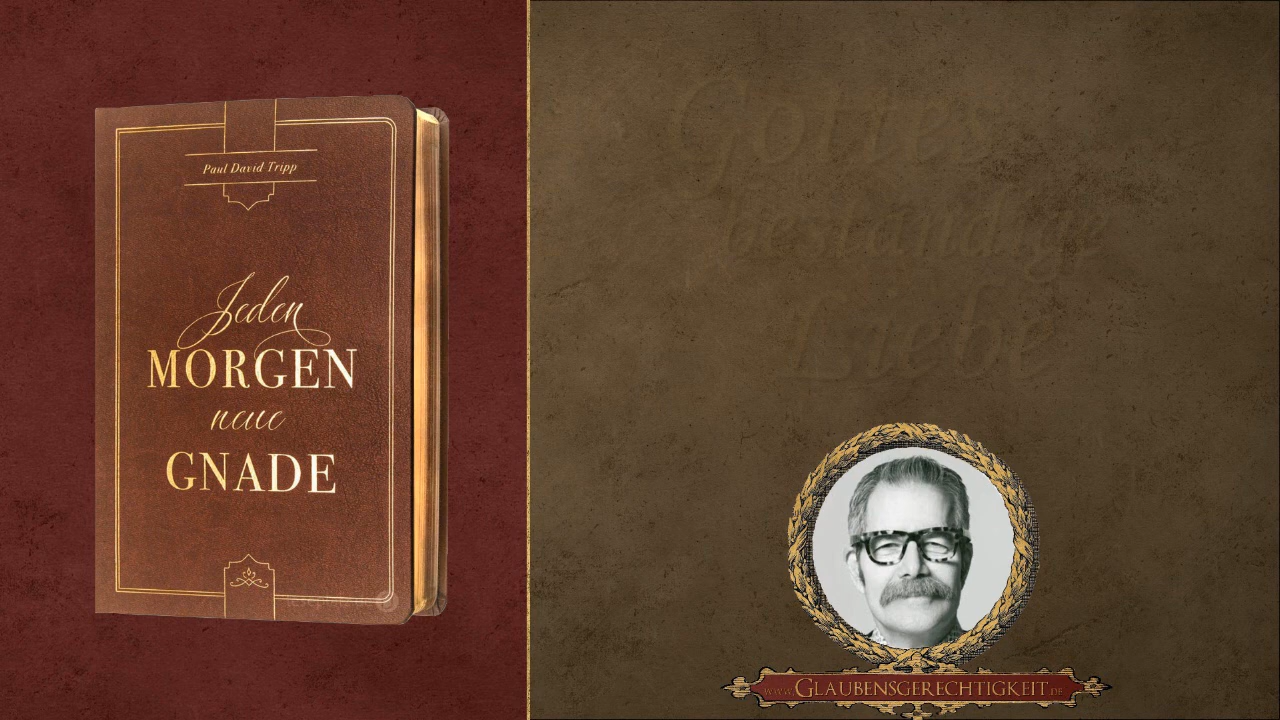 Paul David Tripp
Jeden
MORGEN
neue
GNADE
Gottes
beständige
Liebe
WWW.GLAUBENSGERECHTIGKEIT.DE